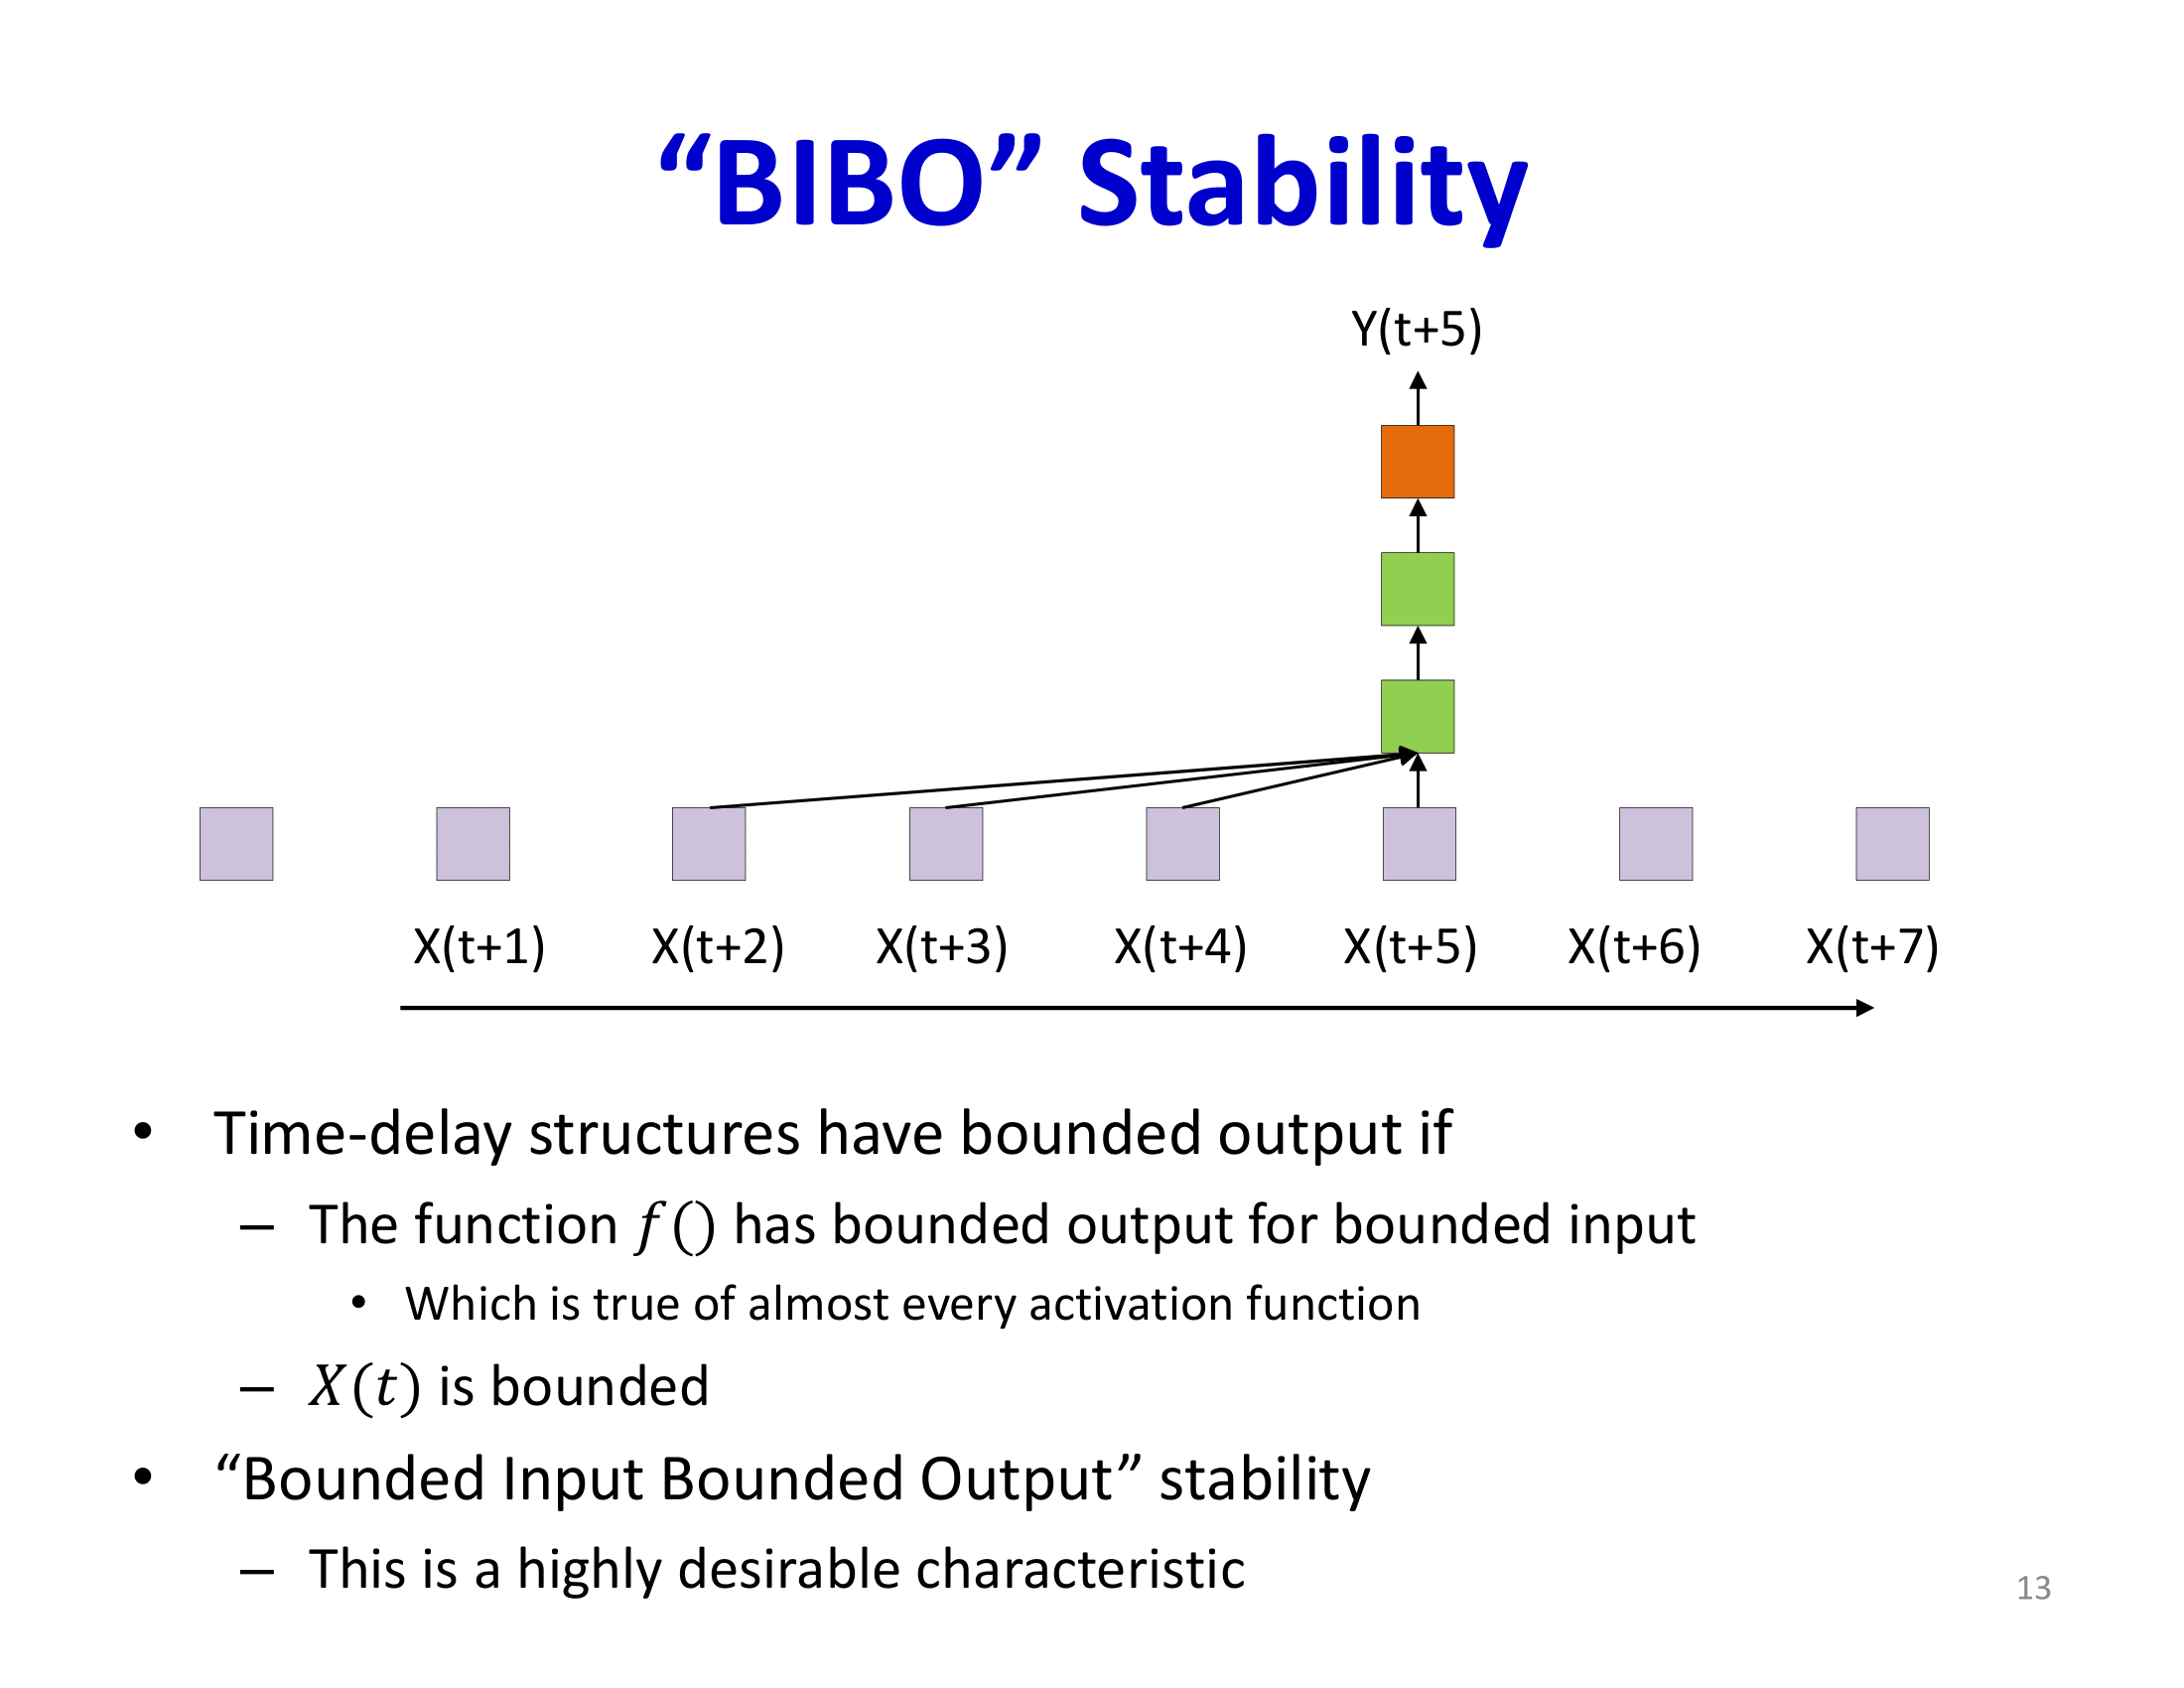 “BIBO” Stability
Y(t+5)
X(t+1) X(t+2) X(t+3) X(t+4) X(t+5) X(t+6) X(t+7)
• Time-delay structures have bounded output if
– The function f() has bounded output for bounded input
• Which is true of almost every activation function
– X(t) is bounded
• “Bounded Input Bounded Output” stability
– This is a highly desirable characteristic
13